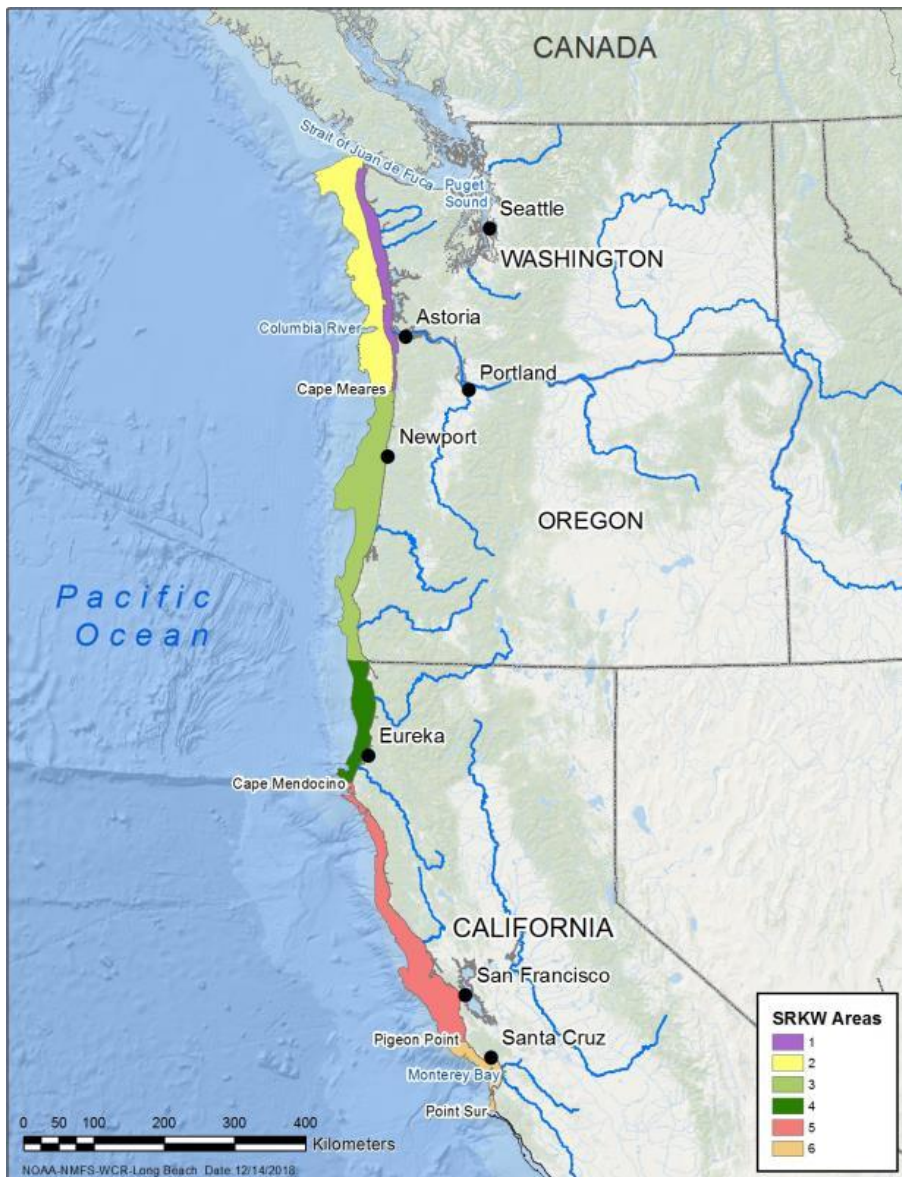 CANADA
Strait of Juan de Fuca
Puget
Sound
Seattle
WASHINGTON
Columbia River
Astoria
Portland
Cape Meares
Newport
OREGON
Pacific
Ocean
Eureka
Cape Mendocino
CALIFORNIA
San Francisco
Pigeon Point
Santa Cruz
Monterey Bay
Point Sur
SRKW Areas
1
2
3
4
5
6
0 50 100 200 300 400
Kilometers
NOAA-NMFS-WCR-Long Beach Date:12/14/2018